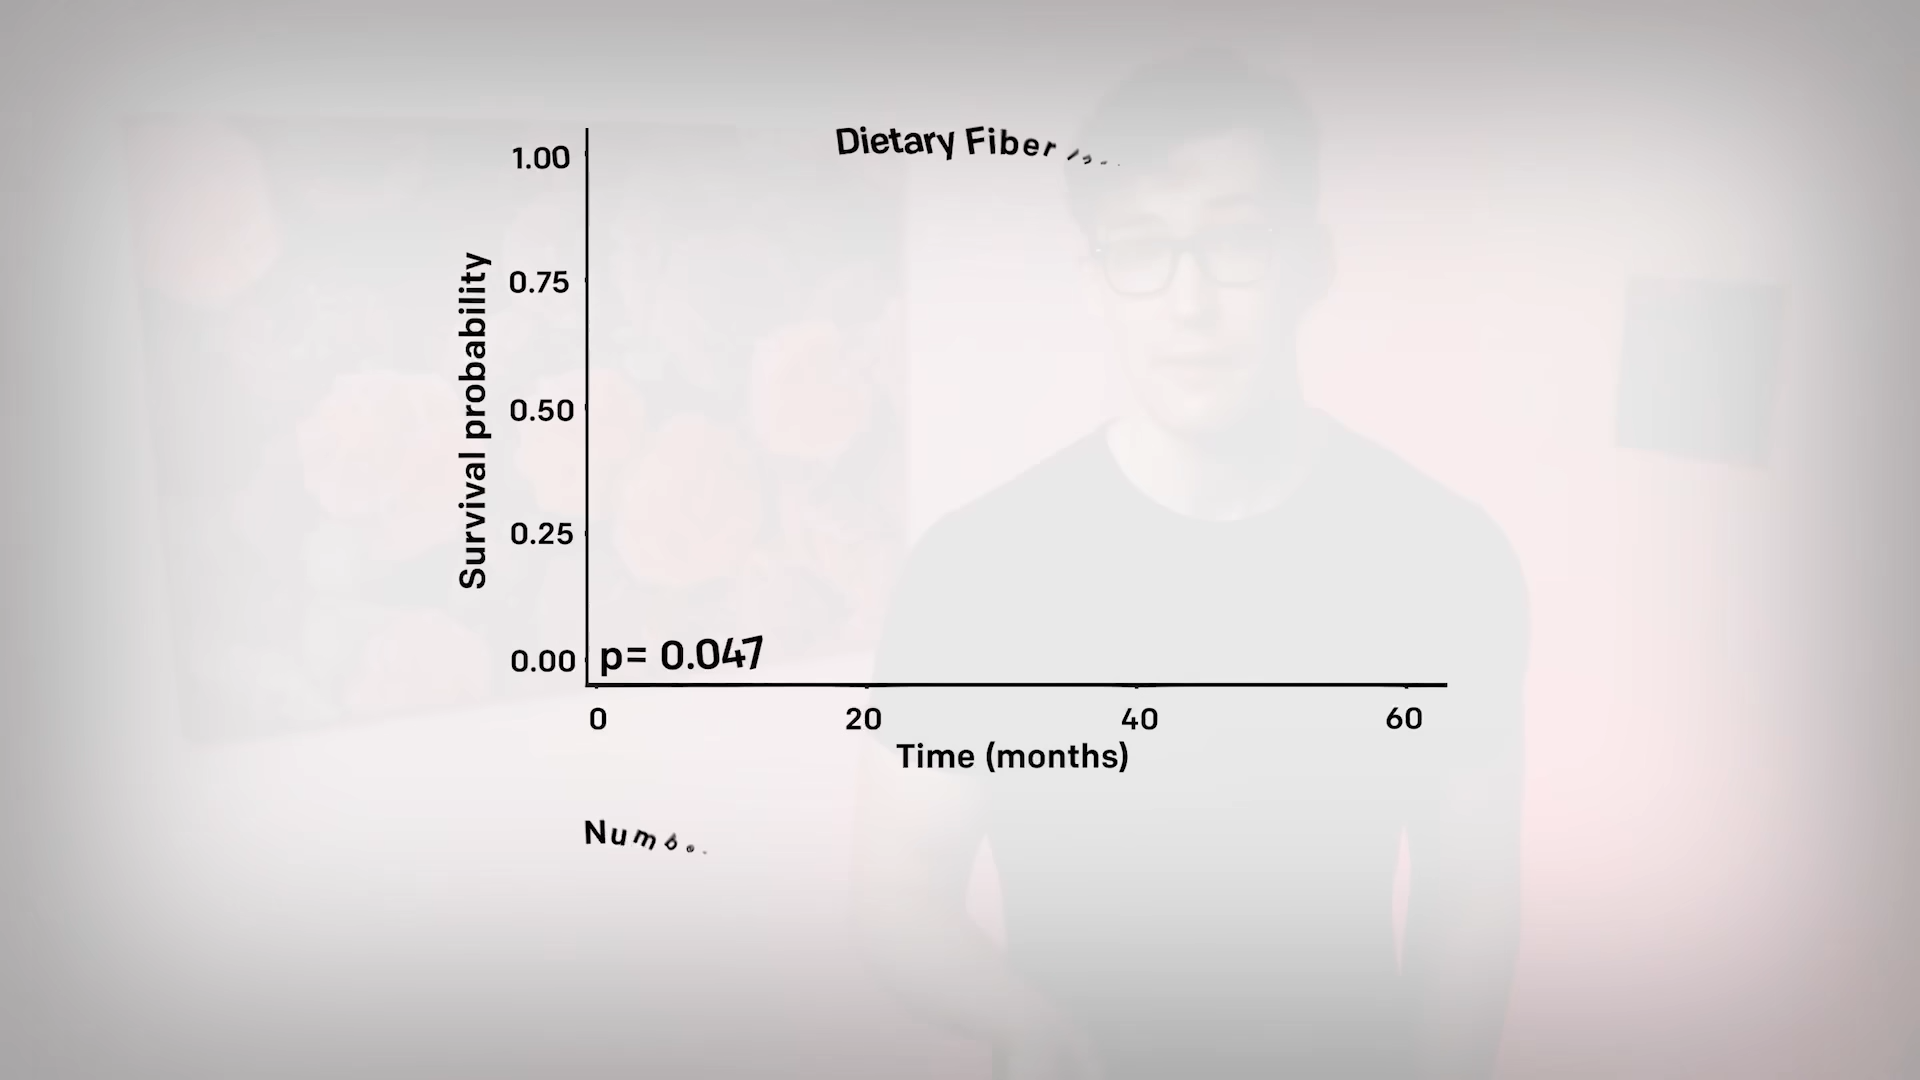 Dietary Fiber
1.00
0.75
0.50
0.25
0.00
Survival probability
p= 0.047
0 20 40 60
Time (months)